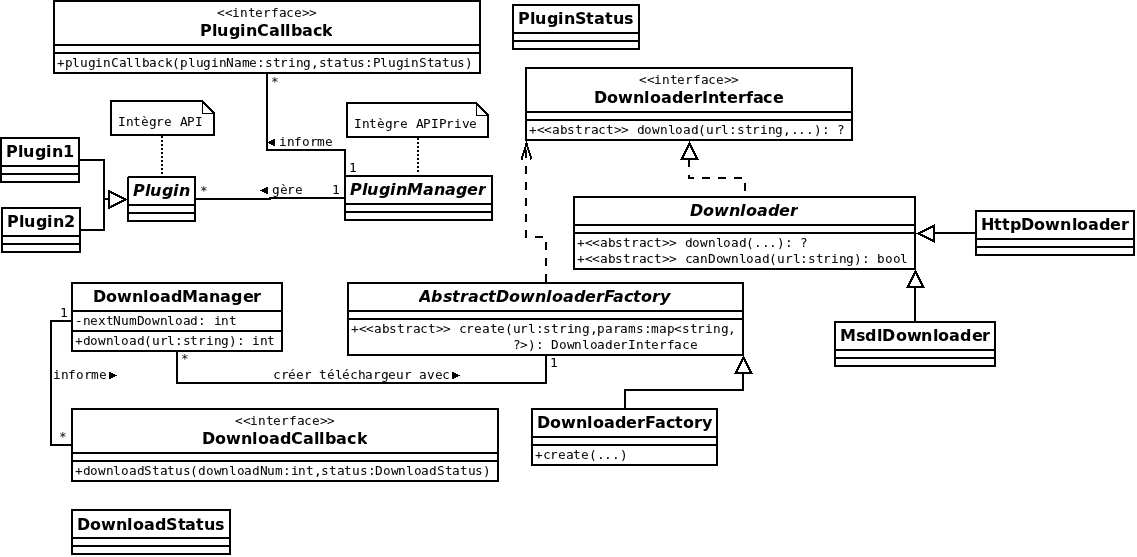 <<interface>>
PluginCallback
+pluginCallback(pluginName:string,status:PluginStatus)
PluginStatus
<<interface>>
DownloaderInterface
+<<abstract>> download(url:string,...): ?
*
Intègre API
Intègre APIPrive
◀ informe
1
Plugin1
Plugin2
Plugin
*
◀ gère
1
PluginManager
Downloader
+<<abstract>> download(...): ?
+<<abstract>> canDownload(url:string): bool
HttpDownloader
MsdlDownloader
DownloadManager
-nextNumDownload: int
+download(url:string): int
1
*
informe▶
créer téléchargeur avec▶
1
AbstractDownloaderFactory
+<<abstract>> create(url:string,params:map<string,
?>): DownloaderInterface
DownloaderFactory
+create(...)
*
<<interface>>
DownloadCallback
+downloadStatus(downloadNum:int,status:DownloadStatus)
DownloadStatus